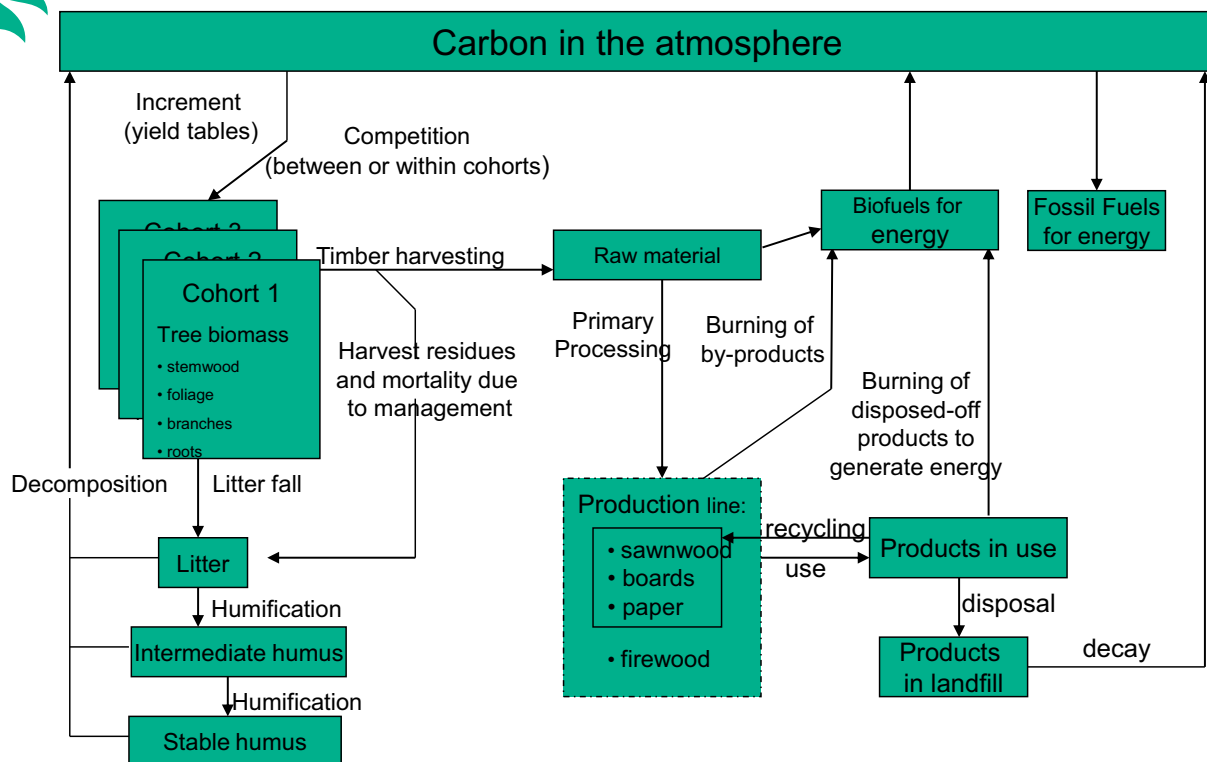 Carbon in the atmosphere
Increment
(yield tables)
Competition
(between or within cohorts)
Cohort 2
Cohort 1
Tree biomass
• stemwood
• foliage
• branches
• roots
Timber harvesting
Raw material
Biofuels for
energy
Fossil Fuels
for energy
Harvest residues
and mortality due
to management
Primary
Processing
Burning of
by-products
Burning of
disposed-off
products to
generate energy
Decomposition
Litter fall
Litter
Humification
Intermediate humus
Humification
Stable humus
Production line:
• sawnwood
• boards
• paper
• firewood
recycling
use
Products in use
disposal
Products
in landfill
decay